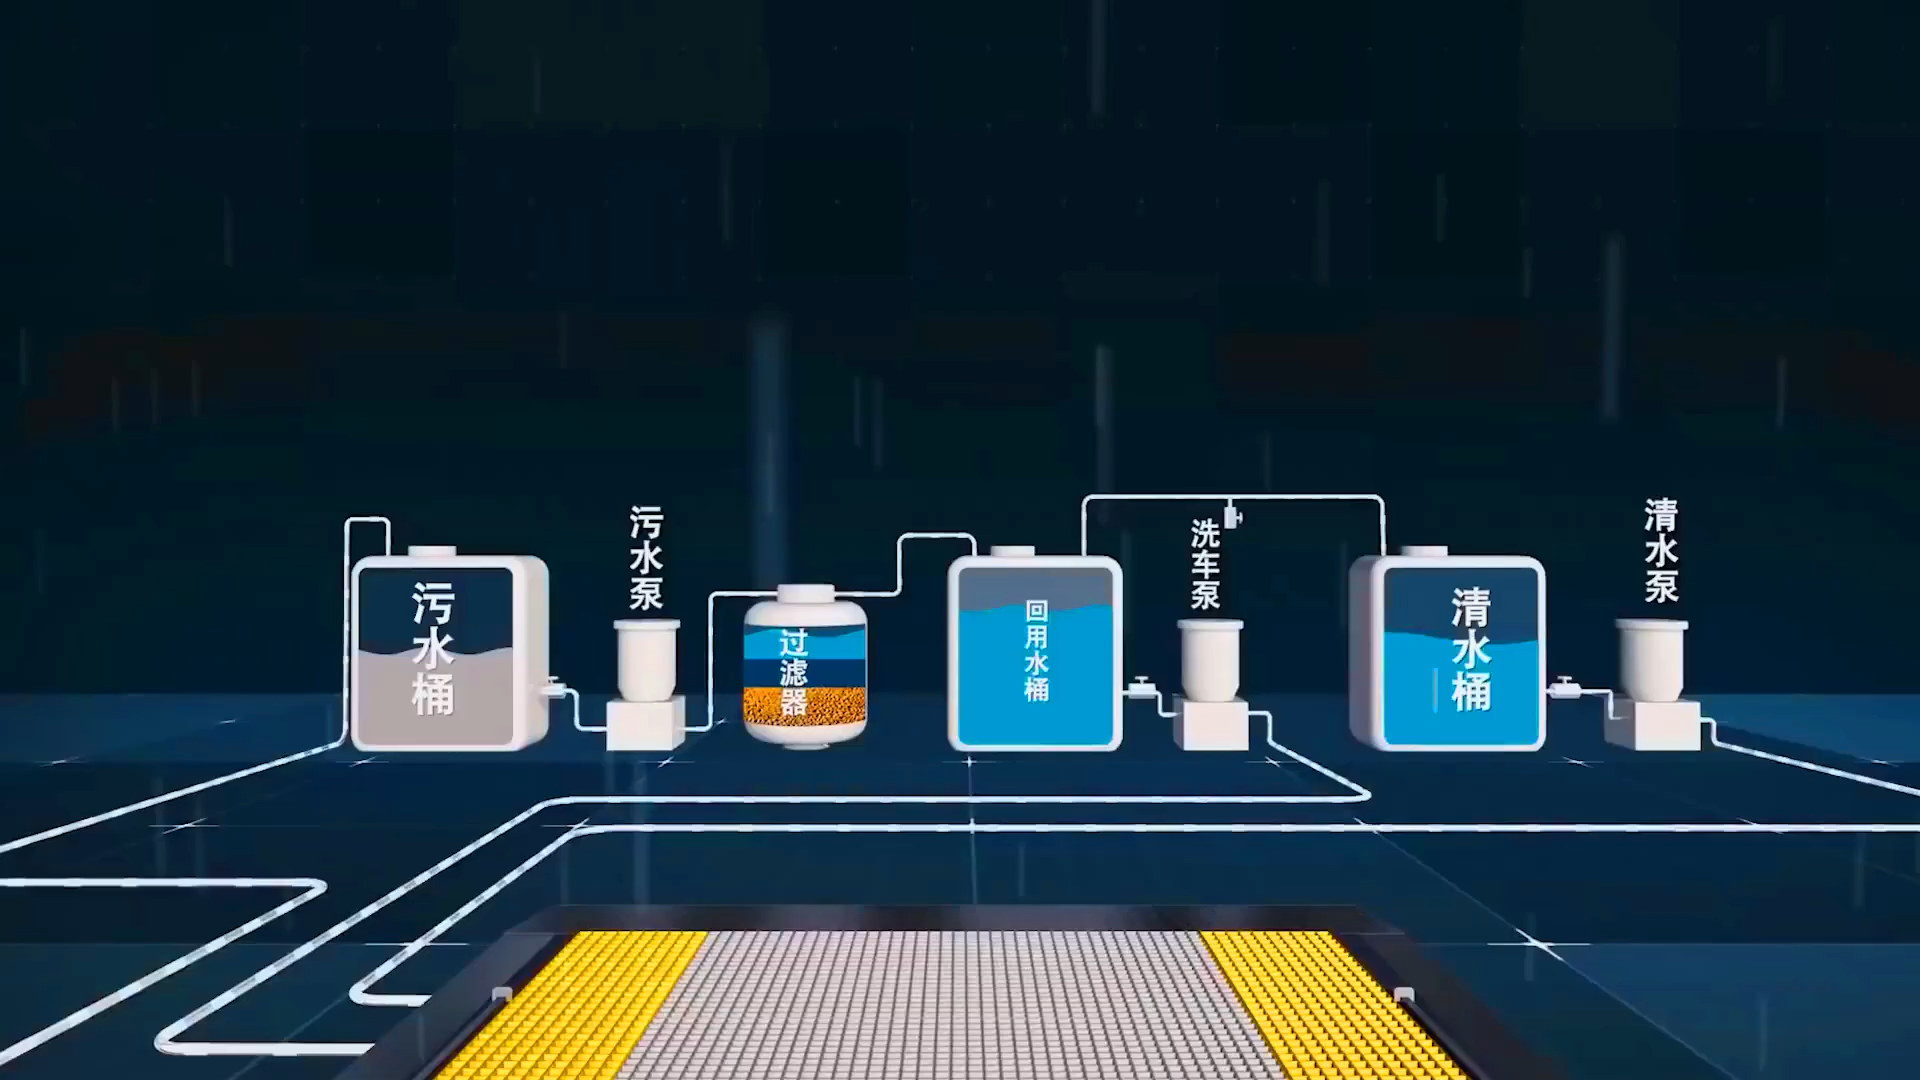 污水桶
污水泵
过滤器
回用水桶
洗车泵
清水桶
清水泵